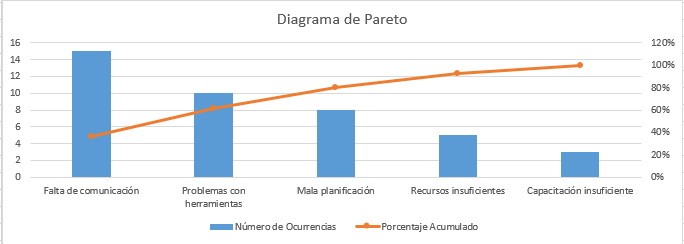 Diagrama de Pareto
16
14
12
10
8
6
4
2
0
120%
100%
80%
60%
40%
20%
0%
Falta de comunicación
Problemas con
herramientas
Mala planificación
Recursos insuficientes
Capacitación insuficiente
Número de Ocurrencias
Porcentaje Acumulado